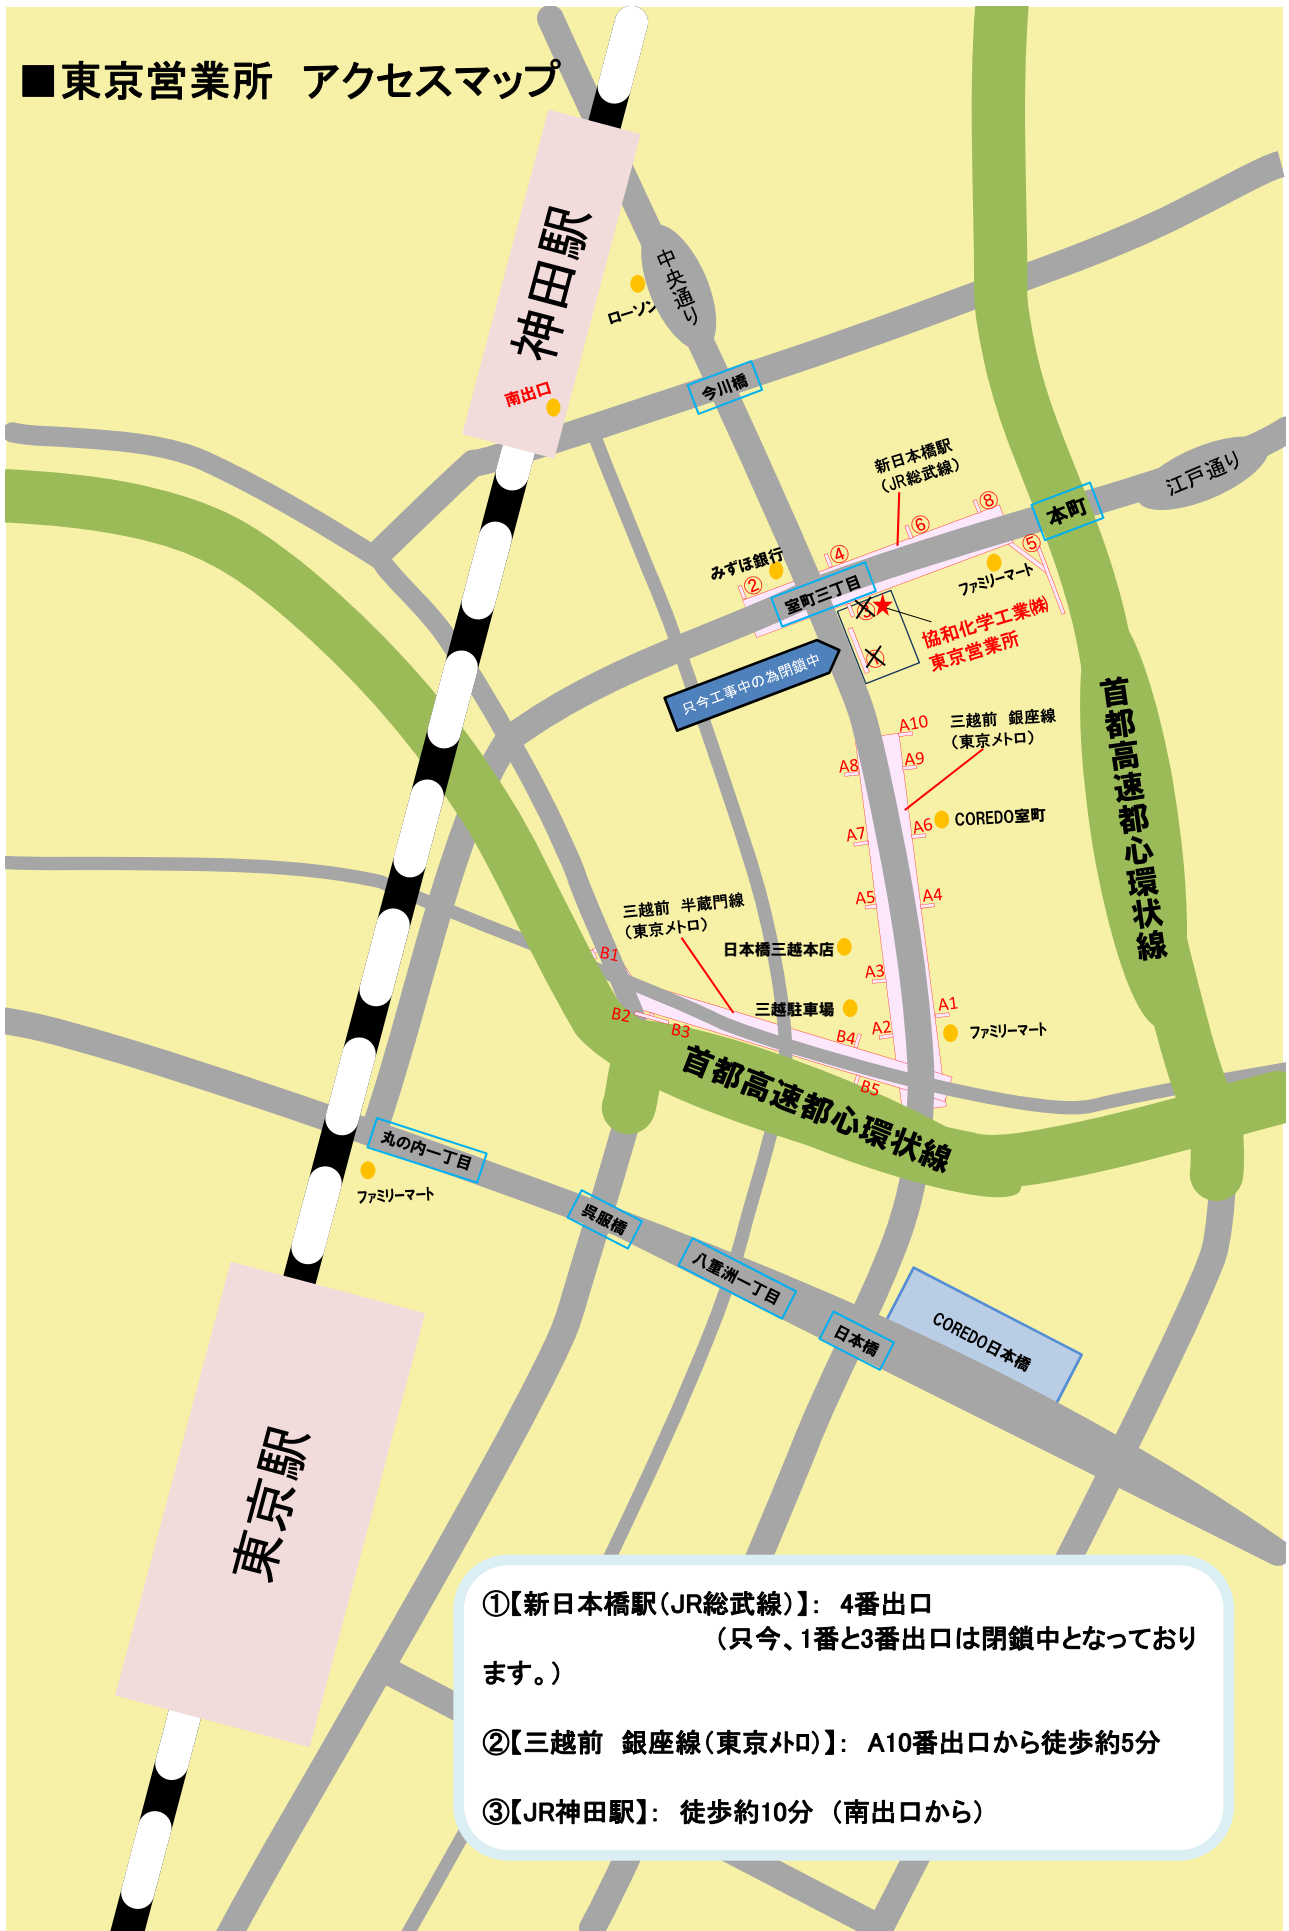 ■東京営業所　アクセスマップ
神田駅
中央通り
ローソン
南出口
今川橋
新日本橋駅
（JR総武線）
江戸通り
本町
⑧
⑥
④
⑤
②
みずほ銀行
室町三丁目
ファミリーマート
③
①
協和化学工業㈱
東京営業所
只今工事中の為閉鎖中
首都高速都心環状線
A10
三越前　銀座線
（東京メトロ）
A8
A9
A7
A6
COREDO室町
A5
A4
三越前　半蔵門線
（東京メトロ）
日本橋三越本店
B1
A3
三越駐車場
A1
B2
B3
B4
A2
ファミリーマート
B5
首都高速都心環状線
丸の内一丁目
ファミリーマート
呉服橋
八重洲一丁目
日本橋
COREDO日本橋
東京駅
①【新日本橋駅（JR総武線）】：　4番出口
（只今、1番と3番出口は閉鎖中となっており
ます。）
②【三越前　銀座線（東京メトロ）】：　A10番出口から徒歩約5分
③【JR神田駅】：　徒歩約10分　（南出口から）